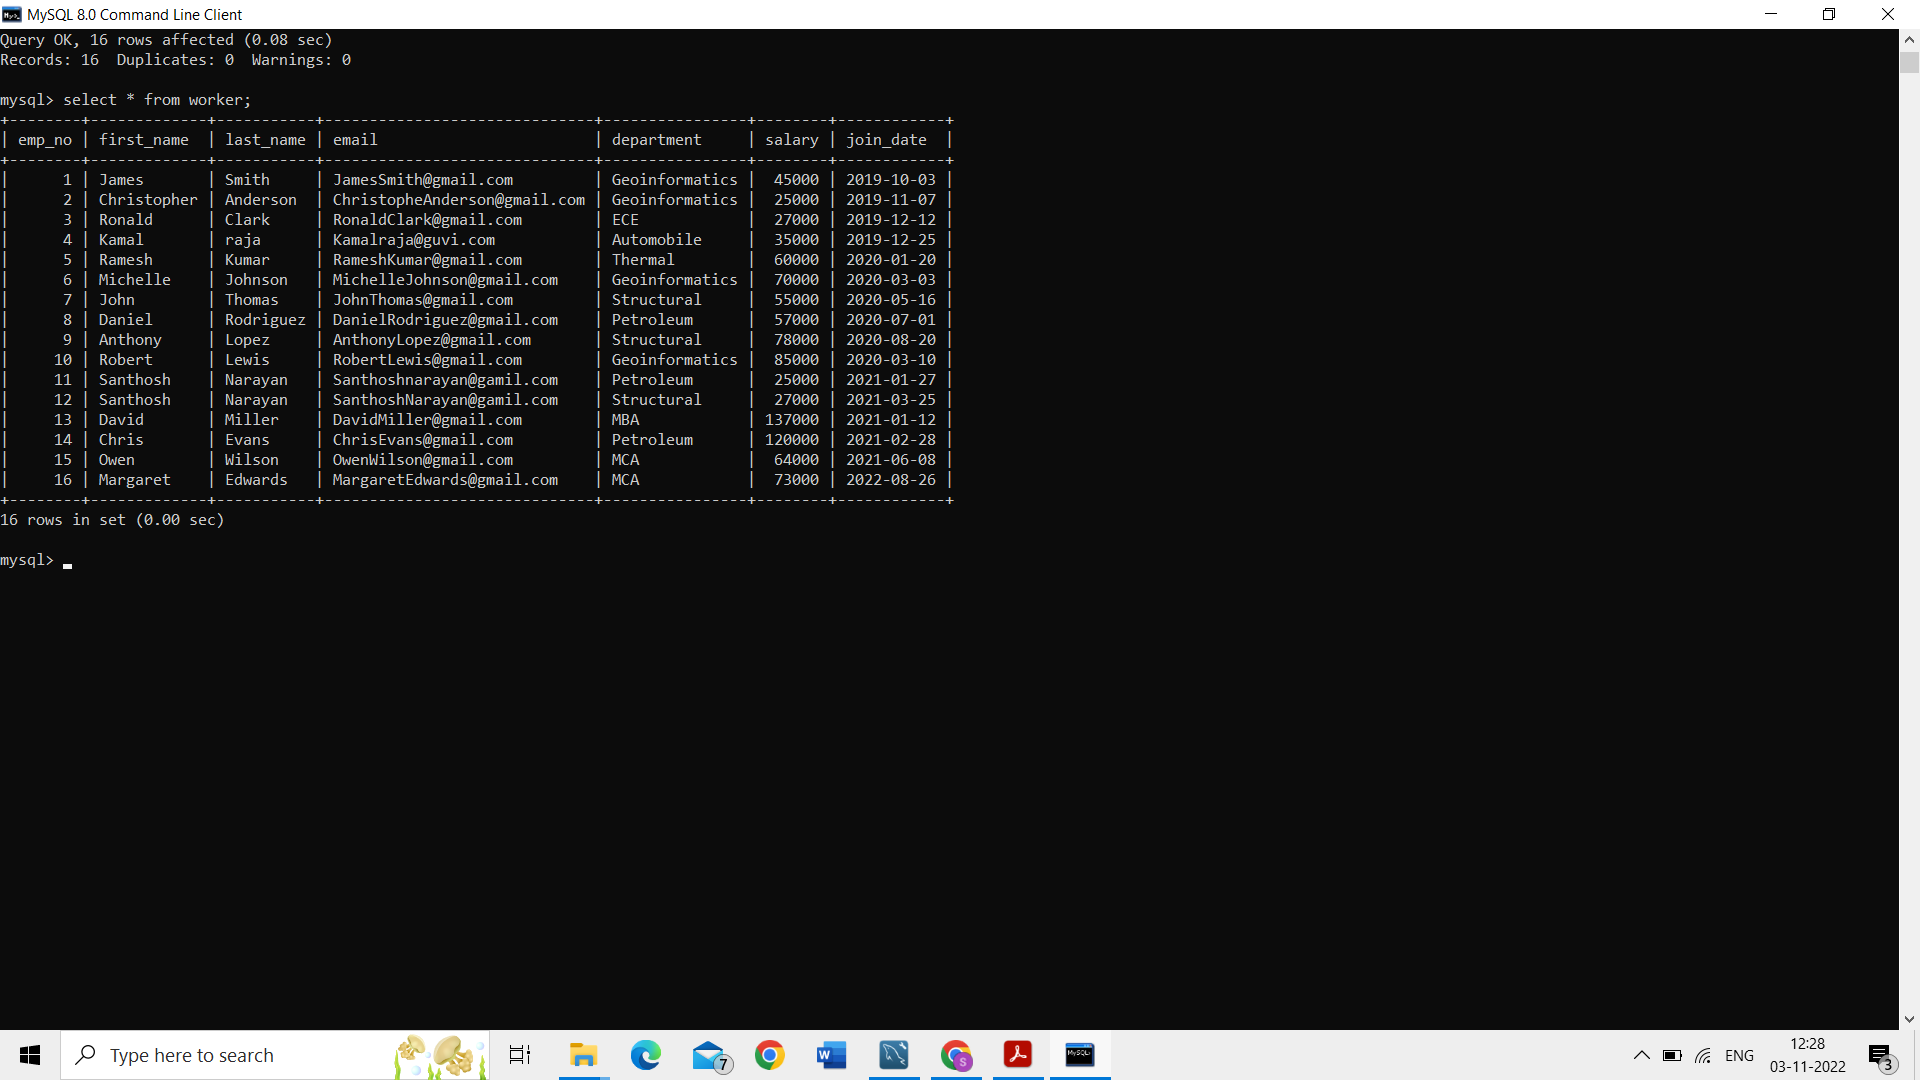 MySQL 8.0 Command Line Client
Query OK, 16 rows affected (0.08 sec)
Records: 16  Duplicates: 0  Warnings: 0
mysql> select * from worker;
+--------+-------------+-----------+------------------------------+----------------+--------+------------+
| emp_no | first_name  | last_name | email                        | department     | salary | join_date  |
+--------+-------------+-----------+------------------------------+----------------+--------+------------+
|      1 | James       | Smith     | JamesSmith@gmail.com         | Geoinformatics |  45000 | 2019-10-03 |
|      2 | Christopher | Anderson  | ChristopheAnderson@gmail.com | Geoinformatics |  25000 | 2019-11-07 |
|      3 | Ronald      | Clark     | RonaldClark@gmail.com        | ECE            |  27000 | 2019-12-12 |
|      4 | Kamal       | raja      | Kamalraja@guvi.com           | Automobile     |  35000 | 2019-12-25 |
|      5 | Ramesh      | Kumar     | RameshKumar@gmail.com        | Thermal        |  60000 | 2020-01-20 |
|      6 | Michelle    | Johnson   | MichelleJohnson@gmail.com    | Geoinformatics |  70000 | 2020-03-03 |
|      7 | John        | Thomas    | JohnThomas@gmail.com         | Structural     |  55000 | 2020-05-16 |
|      8 | Daniel      | Rodriguez | DanielRodriguez@gmail.com    | Petroleum      |  57000 | 2020-07-01 |
|      9 | Anthony     | Lopez     | AnthonyLopez@gmail.com       | Structural     |  78000 | 2020-08-20 |
|     10 | Robert      | Lewis     | RobertLewis@gmail.com        | Geoinformatics |  85000 | 2020-03-10 |
|     11 | Santhosh    | Narayan   | Santhoshnarayan@gamil.com    | Petroleum      |  25000 | 2021-01-27 |
|     12 | Santhosh    | Narayan   | SanthoshNarayan@gamil.com    | Structural     |  27000 | 2021-03-25 |
|     13 | David       | Miller    | DavidMiller@gmail.com        | MBA            | 137000 | 2021-01-12 |
|     14 | Chris       | Evans     | ChrisEvans@gmail.com         | Petroleum      | 120000 | 2021-02-28 |
|     15 | Owen        | Wilson    | OwenWilson@gmail.com         | MCA            |  64000 | 2021-06-08 |
|     16 | Margaret    | Edwards   | MargaretEdwards@gmail.com    | MCA            |  73000 | 2022-08-26 |
+--------+-------------+-----------+------------------------------+----------------+--------+------------+
16 rows in set (0.00 sec)
mysql>
Type here to search
7
W
S
MySQL
ENG
12:28
03-11-2022
3